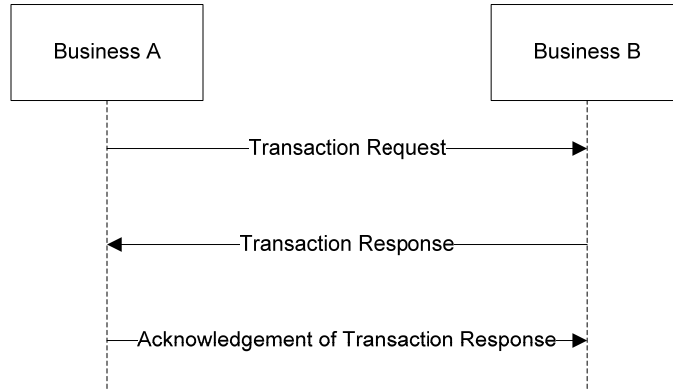 Business A
Business B
Transaction Request
Transaction Response
Acknowledgement of Transaction Response